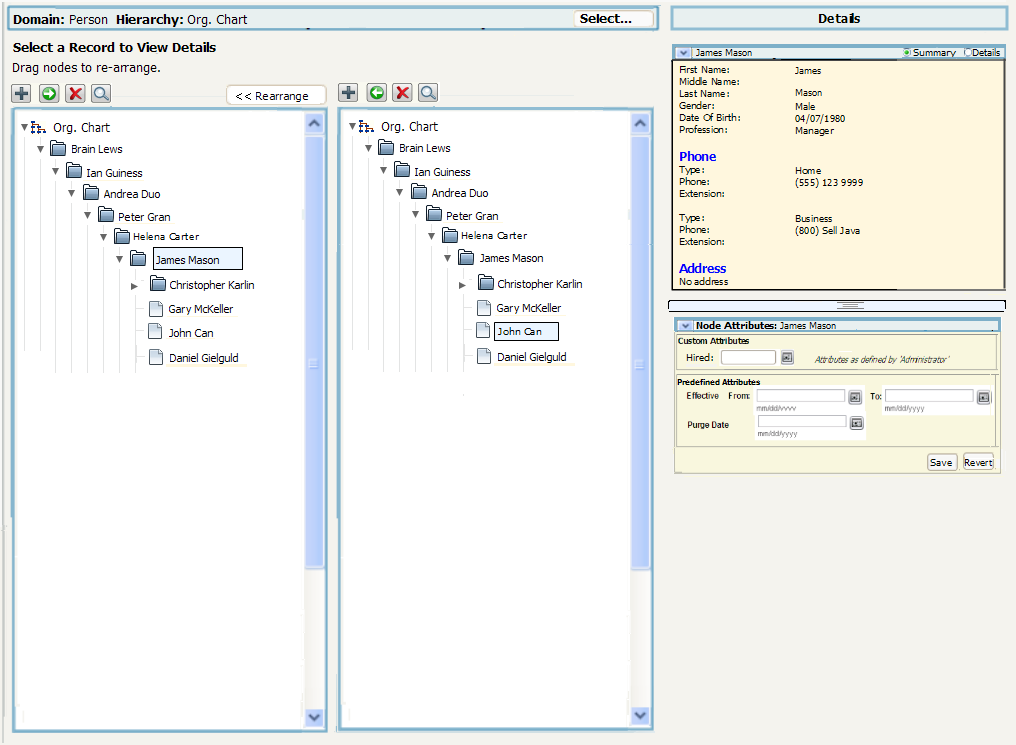 Domain: Person Hierarchy: Org. Chart
Select...
Select a Record to View Details
Drag nodes to re-arrange.
<< Rearrange
Org. Chart
Brain Lews
Ian Guiness
Andrea Duo
Peter Gran
Helena Carter
James Mason
Christopher Karlin
Gary McKeller
John Can
Daniel Gielguld
Org. Chart
Brain Lews
Ian Guiness
Andrea Duo
Peter Gran
Helena Carter
James Mason
Christopher Karlin
Gary McKeller
John Can
Daniel Gielguld
Details
James Mason Summary Details
First Name: James
Middle Name:
Last Name: Mason
Gender: Male
Date Of Birth: 04/07/1980
Profession: Manager
Phone
Type: Home
Phone: (555) 123 9999
Extension:
Type: Business
Phone: (800) Sell Java
Extension:
Address
No address
Node Attributes: James Mason
Custom Attributes
Hired: Attributes as defined by 'Administrator'
Predefined Attributes
Effective From: To:
mm/dd/yyyy mm/dd/yyyy
Purge Date
mm/dd/yyyy
Save Revert